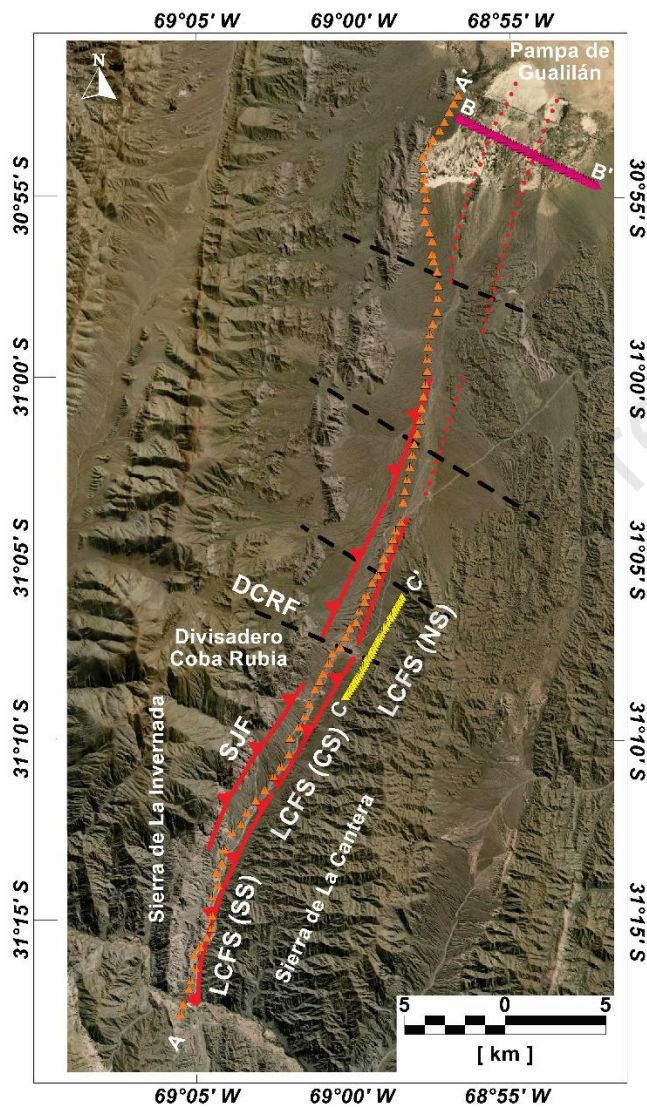 69°05' W
69°00' W
68°55' W
N
Pampa de
Gualilán
A'
B
B'
30°55' S
30°55' S
31°00' S
31°00' S
31°05' S
31°05' S
DCRF
C'
Divisadero
Coba Rubia
LCFS (NS)
C
31°10' S
31°10' S
SJF
LCFS (CS)
Sierra de La Invernada
Sierra de La Cantera
LCFS (SS)
31°15' S
31°15' S
A
5 0 5
[ km ]
69°05' W
69°00' W
68°55' W